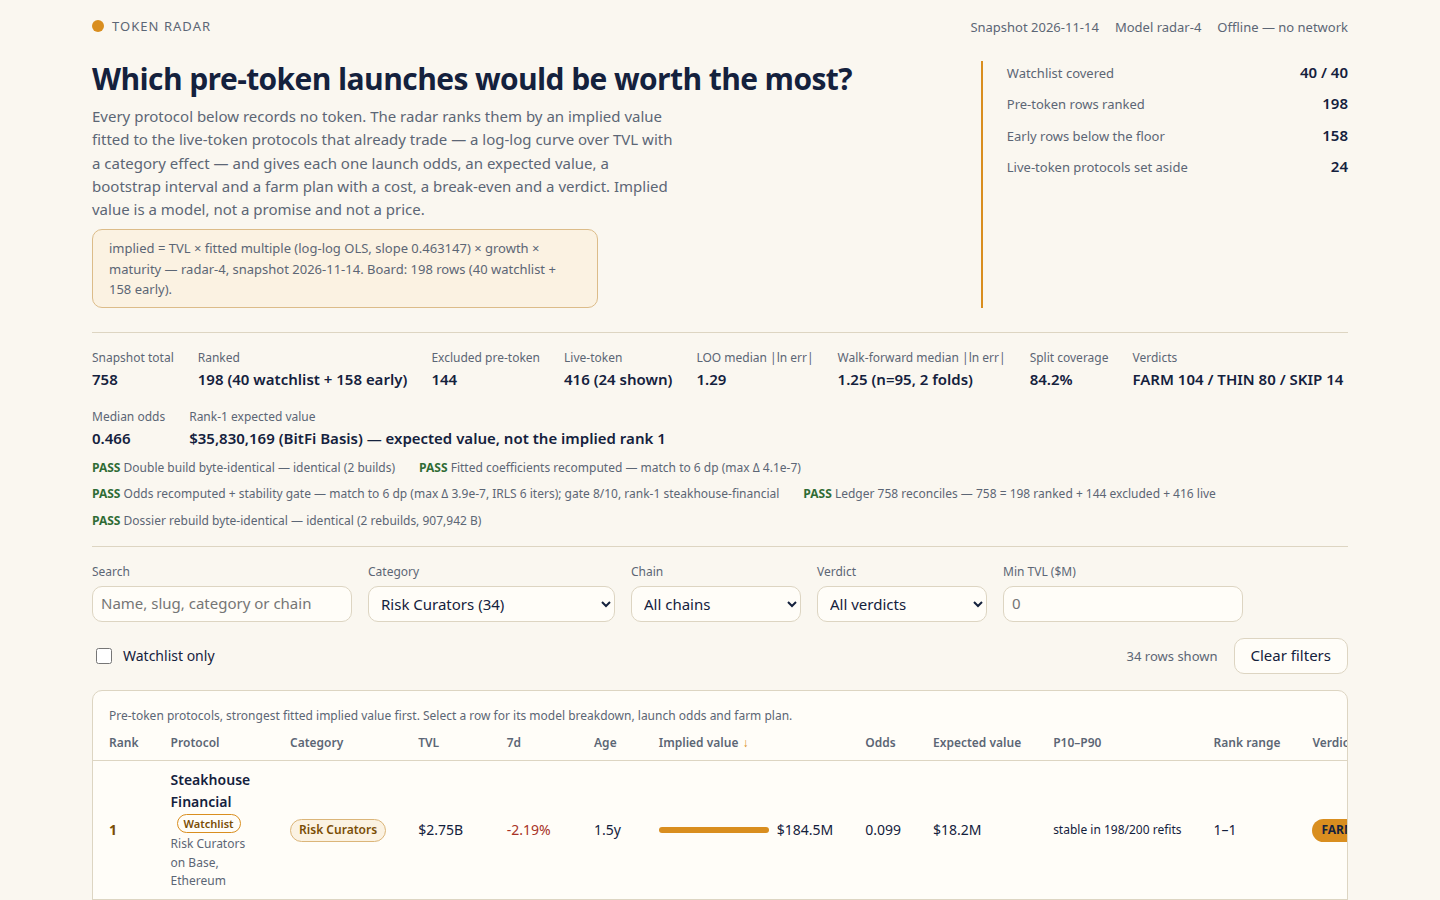 TOKEN RADAR
Snapshot 2026-11-14 Model radar-4 Offline — no network
Which pre-token launches would be worth the most?
Every protocol below records no token. The radar ranks them by an implied value
fitted to the live-token protocols that already trade — a log-log curve over TVL with
a category effect — and gives each one launch odds, an expected value, a
bootstrap interval and a farm plan with a cost, a break-even and a verdict. Implied
value is a model, not a promise and not a price.
implied = TVL × fitted multiple (log-log OLS, slope 0.463147) × growth ×
maturity — radar-4, snapshot 2026-11-14. Board: 198 rows (40 watchlist +
158 early).
Watchlist covered 40 / 40
Pre-token rows ranked 198
Early rows below the floor 158
Live-token protocols set aside 24
Snapshot total Ranked Excluded pre-token Live-token LOO median |ln err| Walk-forward median |ln err| Split coverage Verdicts
758 198 (40 watchlist + 158 early) 144 416 (24 shown) 1.29 1.25 (n=95, 2 folds) 84.2% FARM 104 / THIN 80 / SKIP 14
Median odds Rank-1 expected value
0.466 $35,830,169 (BitFi Basis) — expected value, not the implied rank 1
PASS Double build byte-identical — identical (2 builds) PASS Fitted coefficients recomputed — match to 6 dp (max Δ 4.1e-7)
PASS Odds recomputed + stability gate — match to 6 dp (max Δ 3.9e-7, IRLS 6 iters); gate 8/10, rank-1 steakhouse-financial PASS Ledger 758 reconciles — 758 = 198 ranked + 144 excluded + 416 live
PASS Dossier rebuild byte-identical — identical (2 rebuilds, 907,942 B)
Search Category Chain Verdict Min TVL ($M)
Name, slug, category or chain Risk Curators (34) All chains All verdicts 0
Watchlist only 34 rows shown Clear filters
Pre-token protocols, strongest fitted implied value first. Select a row for its model breakdown, launch odds and farm plan.
Rank Protocol Category TVL 7d Age Implied value ↓ Odds Expected value P10–P90 Rank range Verdic
Steakhouse
Financial
Watchlist
1 Risk Curators $2.75B -2.19% 1.5y $184.5M 0.099 $18.2M stable in 198/200 refits 1–1 FARM
Risk Curators
on Base,
Ethereum